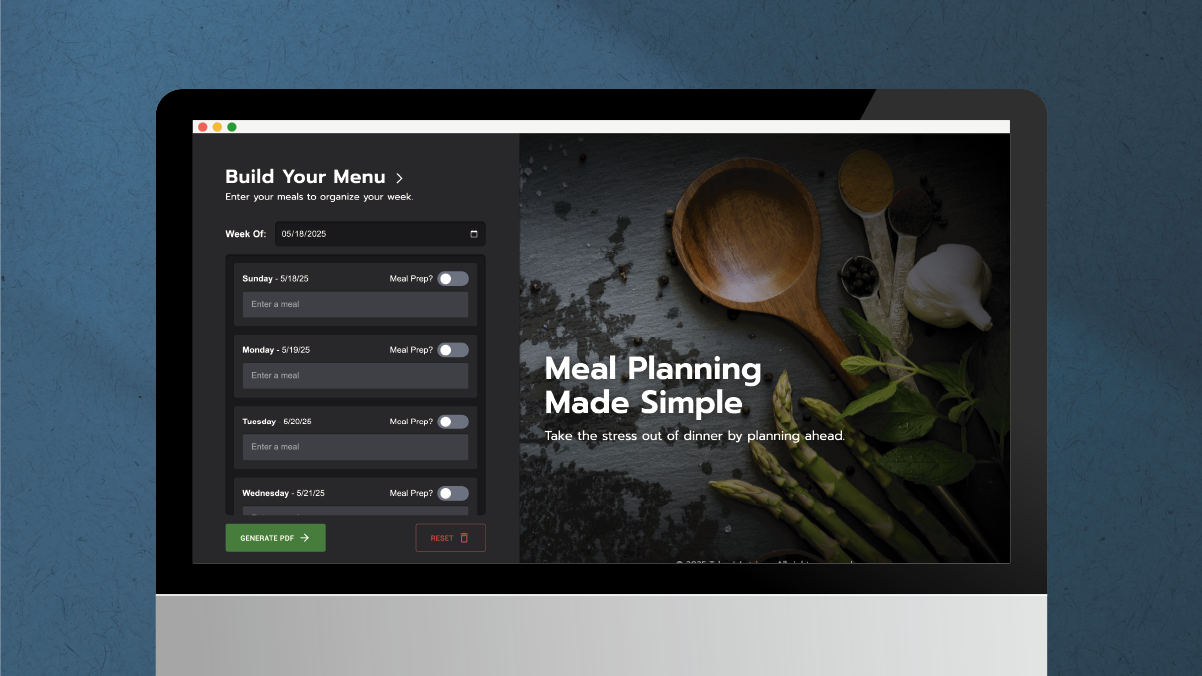 Build Your Menu >
Enter your meals to organize your week.
Week Of: 05/18/2025
Sunday - 5/18/25 Meal Prep?
Enter a meal
Monday - 5/19/25 Meal Prep?
Enter a meal
Tuesday 5/20/25 Meal Prep?
Enter a meal
Wednesday - 5/21/25 Meal Prep?
GENERATE PDF →
RESET
Meal Planning
Made Simple
Take the stress out of dinner by planning ahead.